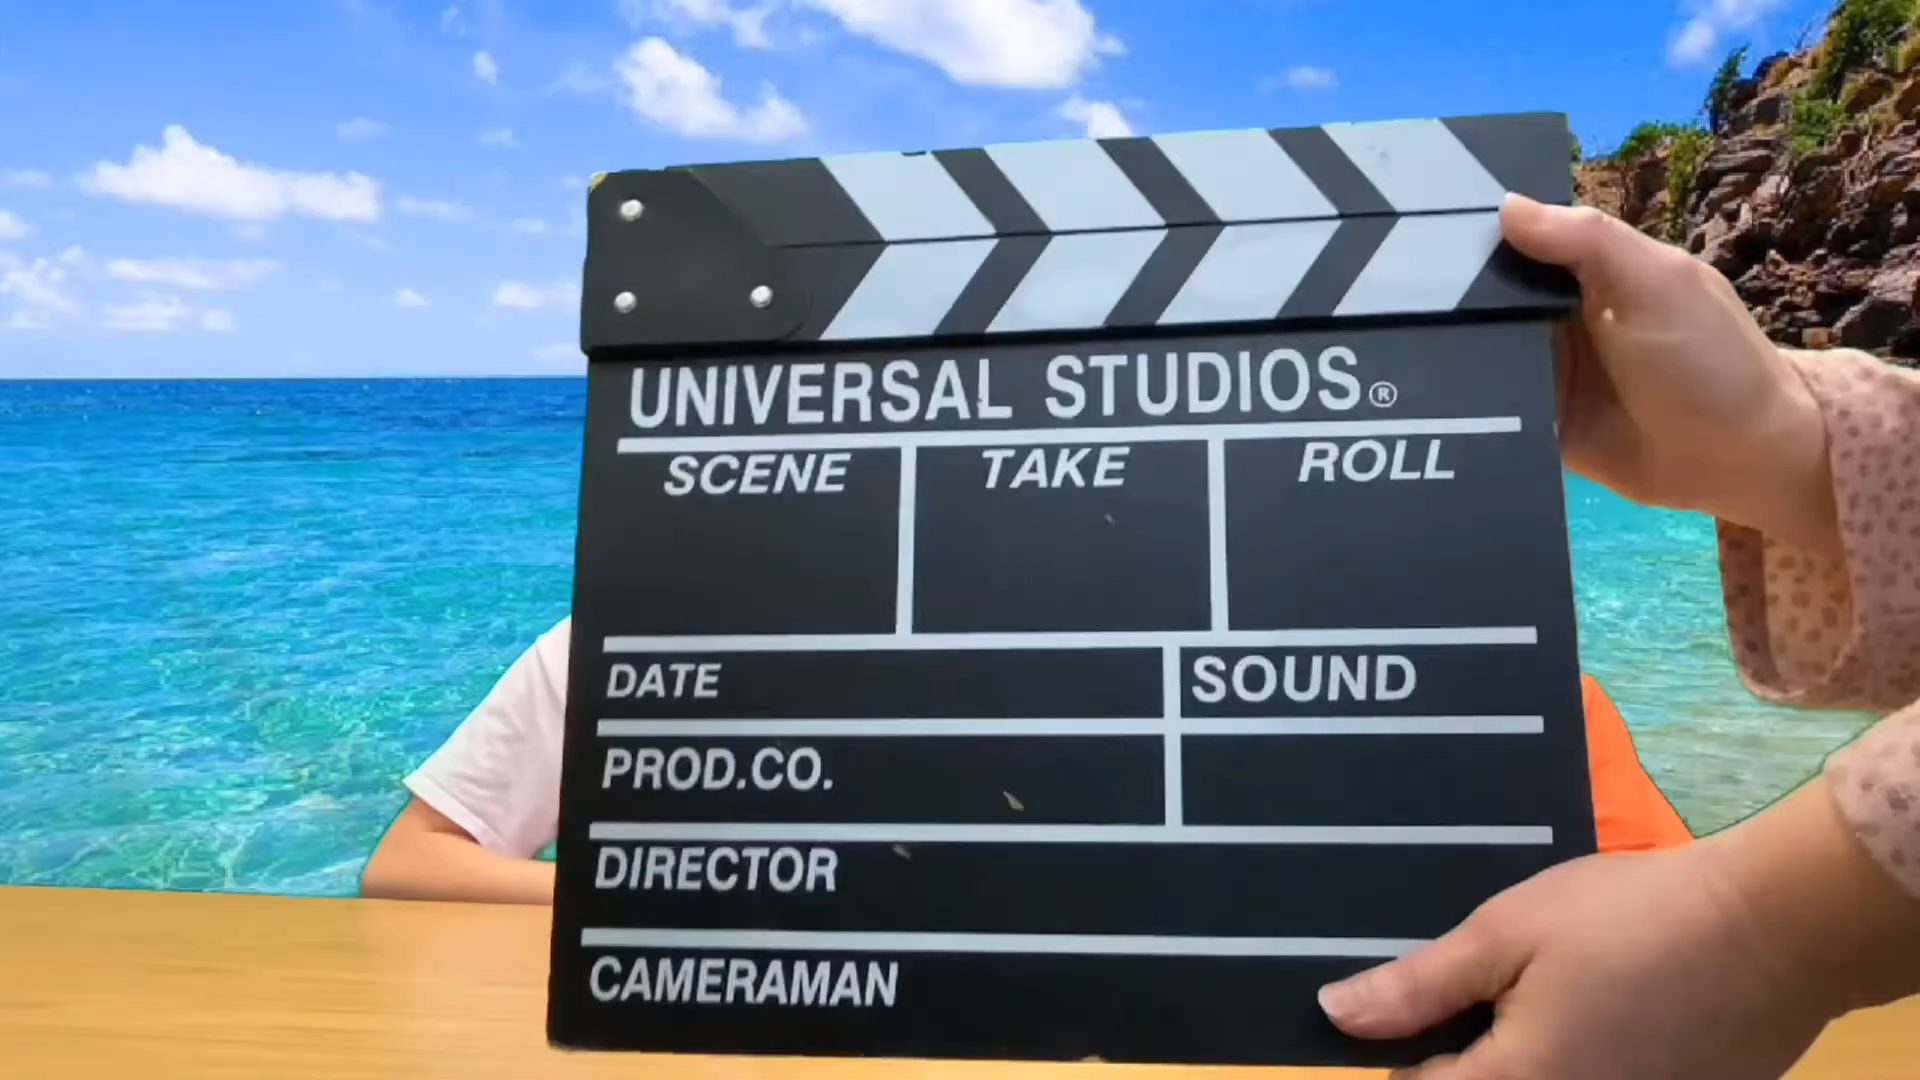 UNIVERSAL STUDIOS®
SCENE TAKE ROLL
DATE SOUND
PROD.CO.
DIRECTOR
CAMERAMAN